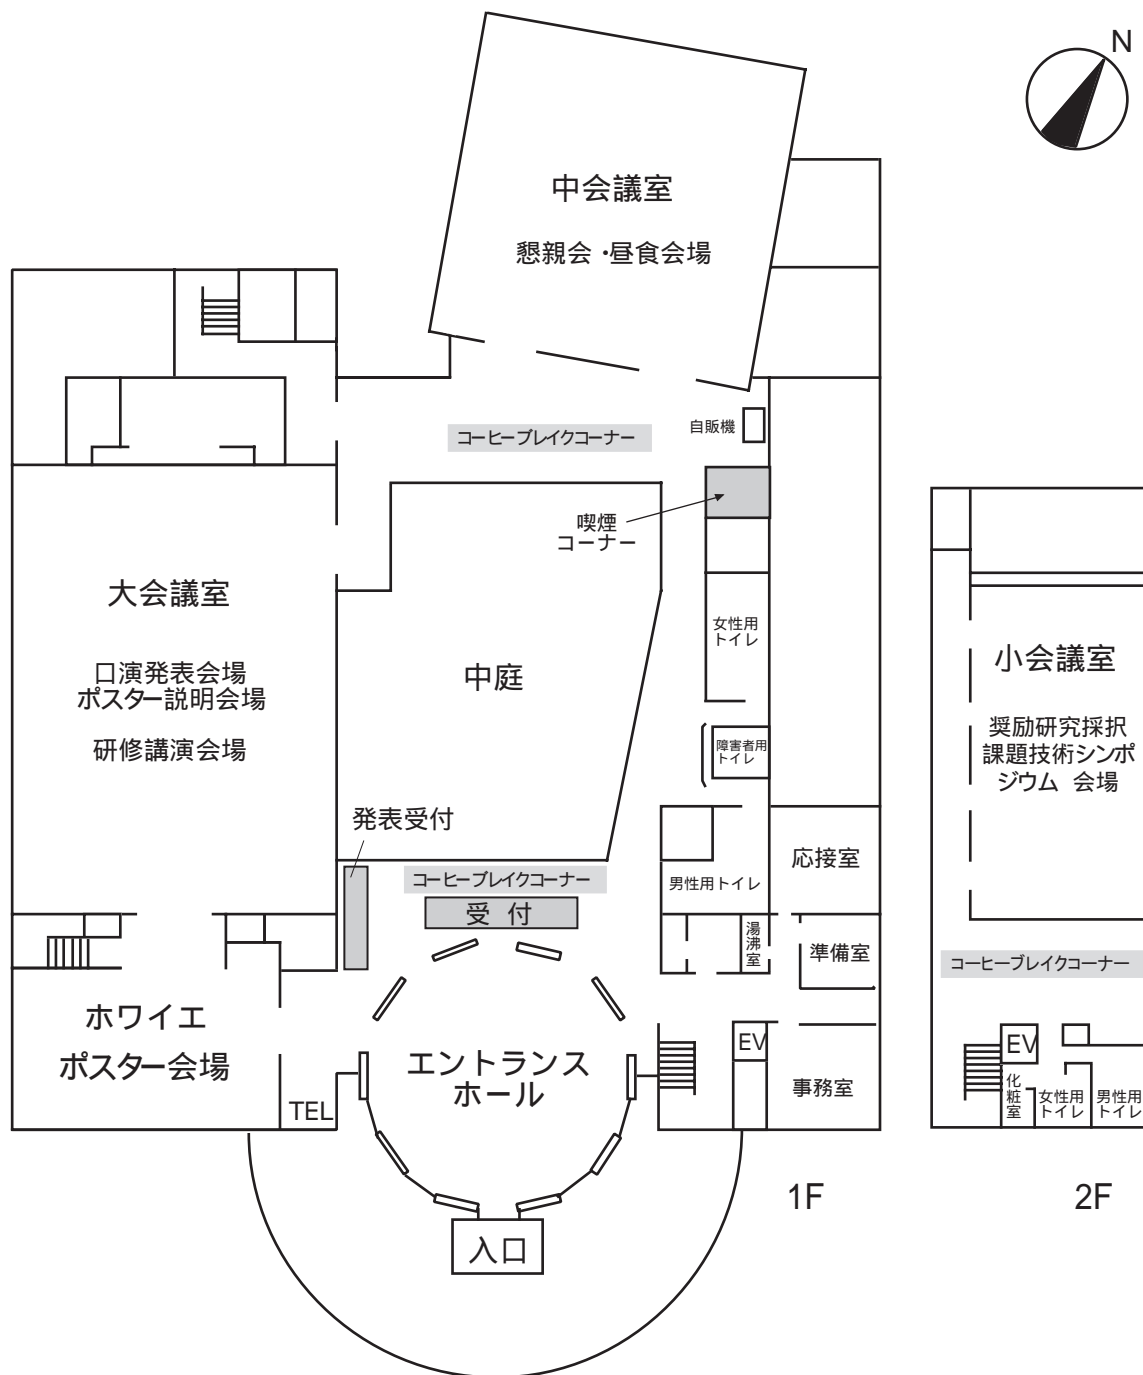 N
中会議室
懇親会・昼食会場
自販機
コーヒーブレイクコーナー
喫煙
コーナー
大会議室
口演発表会場
ポスター説明会場
研修講演会場
中庭
女性用
トイレ
障害者用
トイレ
発表受付
コーヒーブレイクコーナー
受付
男性用トイレ
応接室
湯沸室
準備室
ホワイエ
ポスター会場
エントランス
ホール
TEL
EV
事務室
入口
1F
小会議室
奨励研究採択
課題技術シンポ
ジウム 会場
コーヒーブレイクコーナー
EV
化粧室
女性用
トイレ
男性用
トイレ
2F